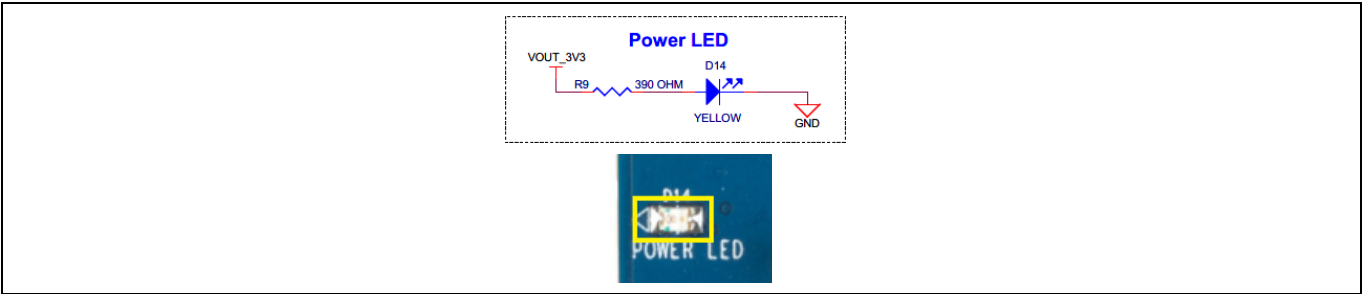 Power LED
VOUT_3V3
D14
R9 390 OHM
YELLOW
GND
D14
POWER LED